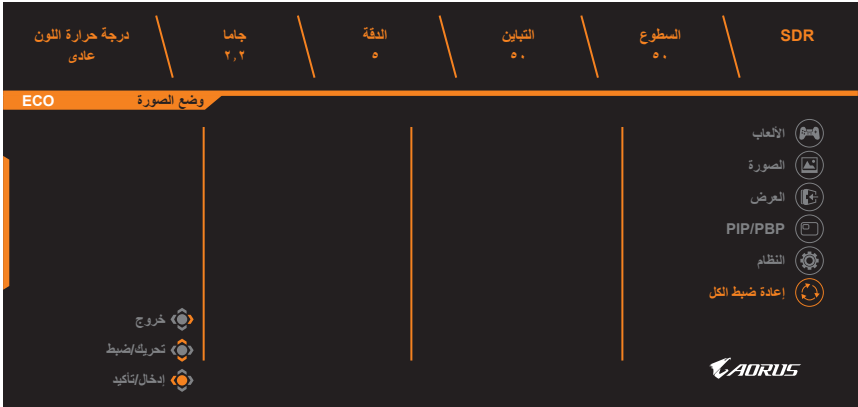 SDR
السطوع
٥٠
التباين
٥٠
الدقة
٥
جاما
٢,٢
درجة حرارة اللون
عادى
وضع الصورة ECO
الألعاب
الصورة
العرض
PIP/PBP
النظام
إعادة ضبط الكل
خروج
تحريك/ضبط
إدخال/تأكيد
AORUS